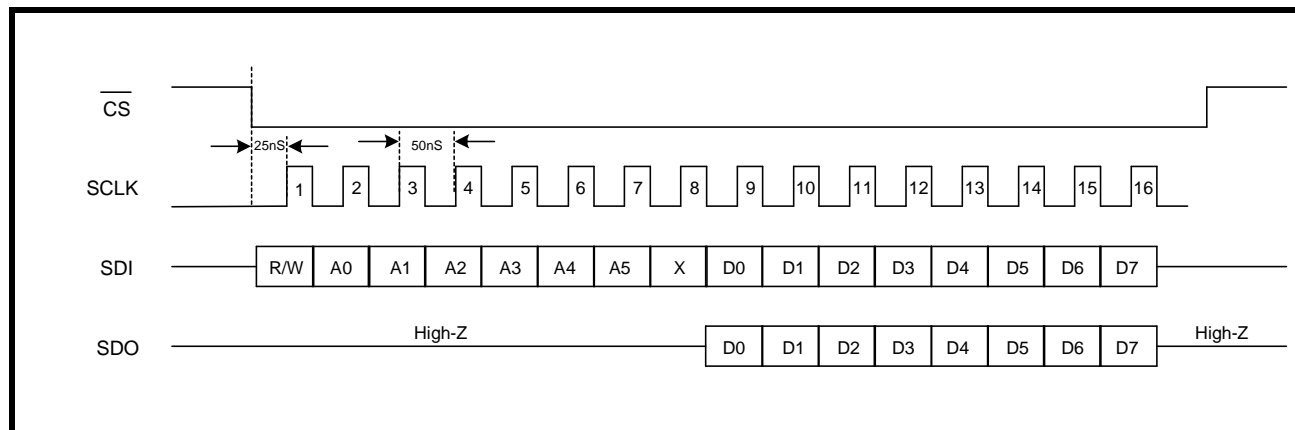 CS
25nS
50nS
SCLK
1 2 3 4 5 6 7 8 9 10 11 12 13 14 15 16
SDI
R/W A0 A1 A2 A3 A4 A5 X D0 D1 D2 D3 D4 D5 D6 D7
High-Z
High-Z
SDO
D0 D1 D2 D3 D4 D5 D6 D7